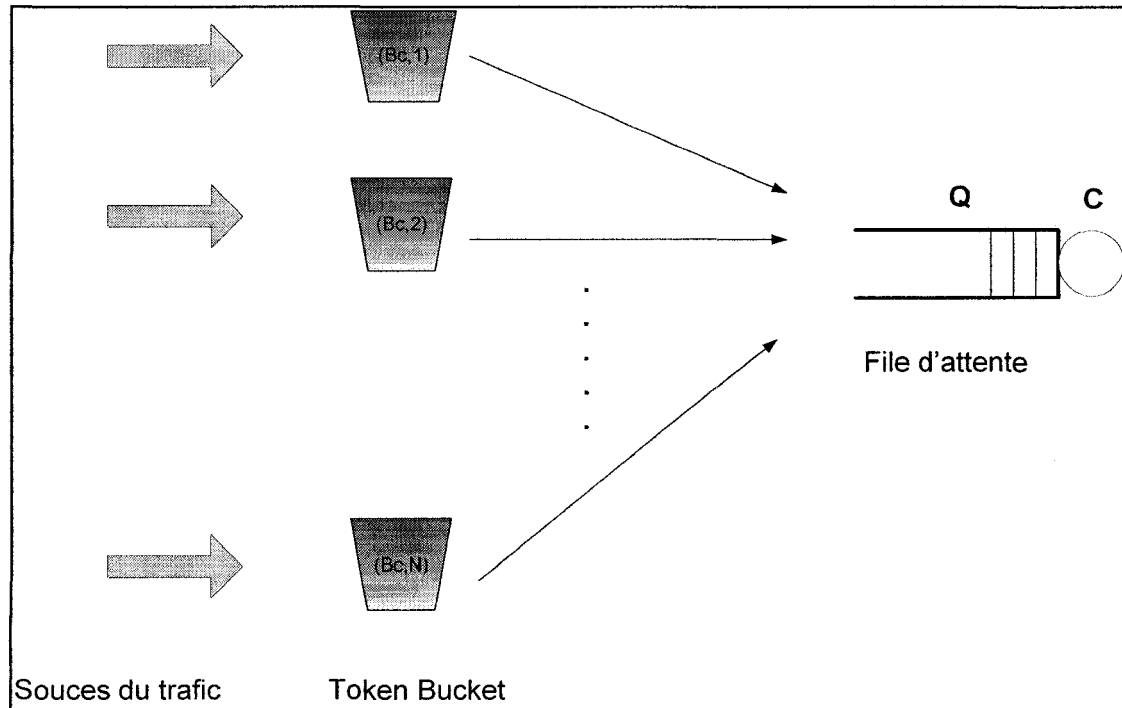 (Bc,1)
(Bc,2)
Q C
File d'attente
(Bc,N)
Souces du trafic Token Bucket